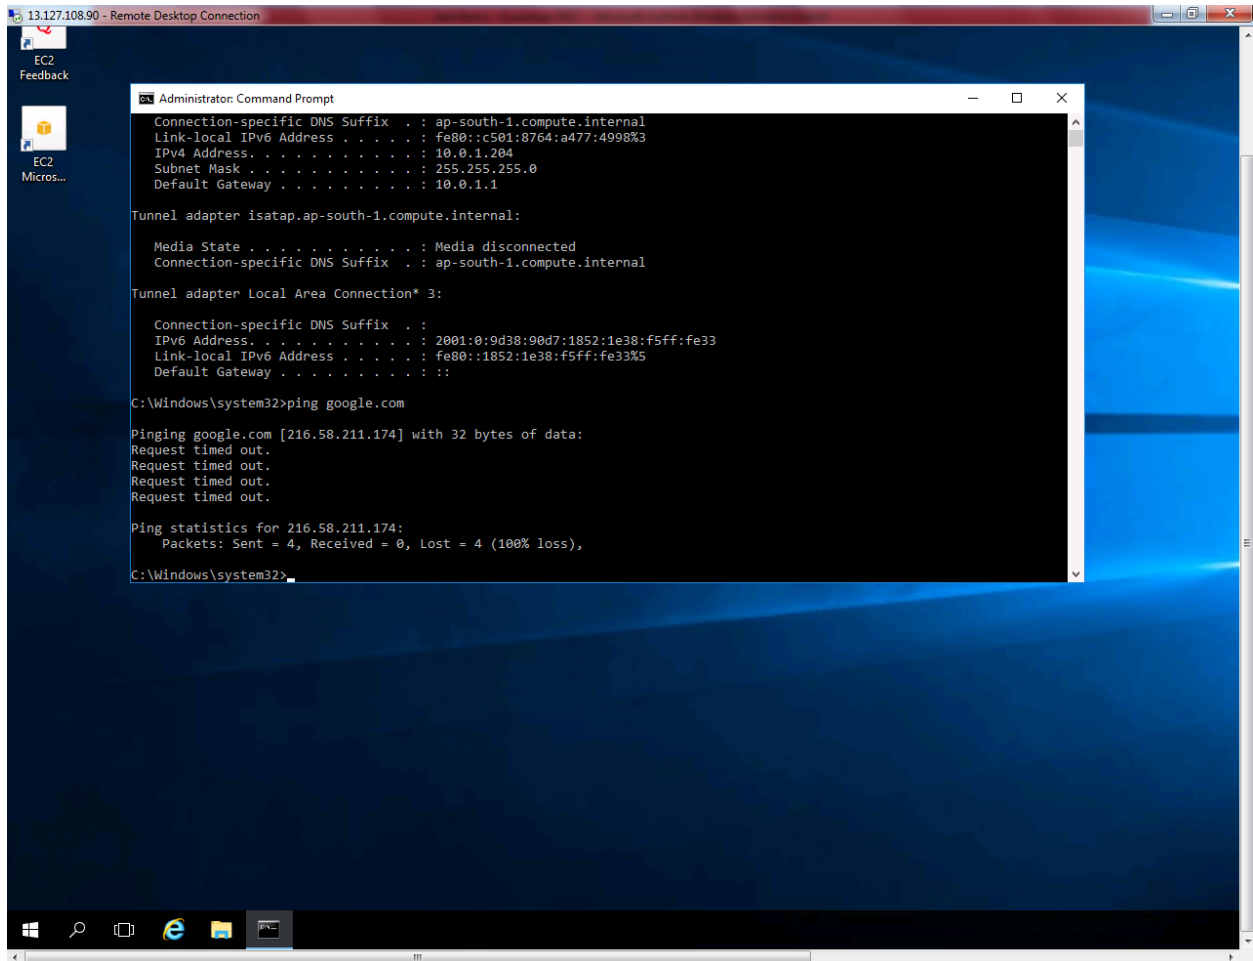 13.127.108.90 - Remote Desktop Connection
EC2
Feedback
EC2
Micros...
Administrator: Command Prompt
Connection-specific DNS Suffix  . : ap-south-1.compute.internal
Link-local IPv6 Address . . . . . : fe80::c501:8764:a477:4998%3
IPv4 Address. . . . . . . . . . . : 10.0.1.204
Subnet Mask . . . . . . . . . . . : 255.255.255.0
Default Gateway . . . . . . . . . : 10.0.1.1
Tunnel adapter isatap.ap-south-1.compute.internal:
Media State . . . . . . . . . . . : Media disconnected
Connection-specific DNS Suffix  . : ap-south-1.compute.internal
Tunnel adapter Local Area Connection* 3:
Connection-specific DNS Suffix  . :
IPv6 Address. . . . . . . . . . . : 2001:0:9d38:90d7:1852:1e38:f5ff:fe33
Link-local IPv6 Address . . . . . : fe80::1852:1e38:f5ff:fe33%5
Default Gateway . . . . . . . . . : ::
C:\Windows\system32>ping google.com
Pinging google.com [216.58.211.174] with 32 bytes of data:
Request timed out.
Request timed out.
Request timed out.
Request timed out.
Ping statistics for 216.58.211.174:
Packets: Sent = 4, Received = 0, Lost = 4 (100% loss),
C:\Windows\system32>